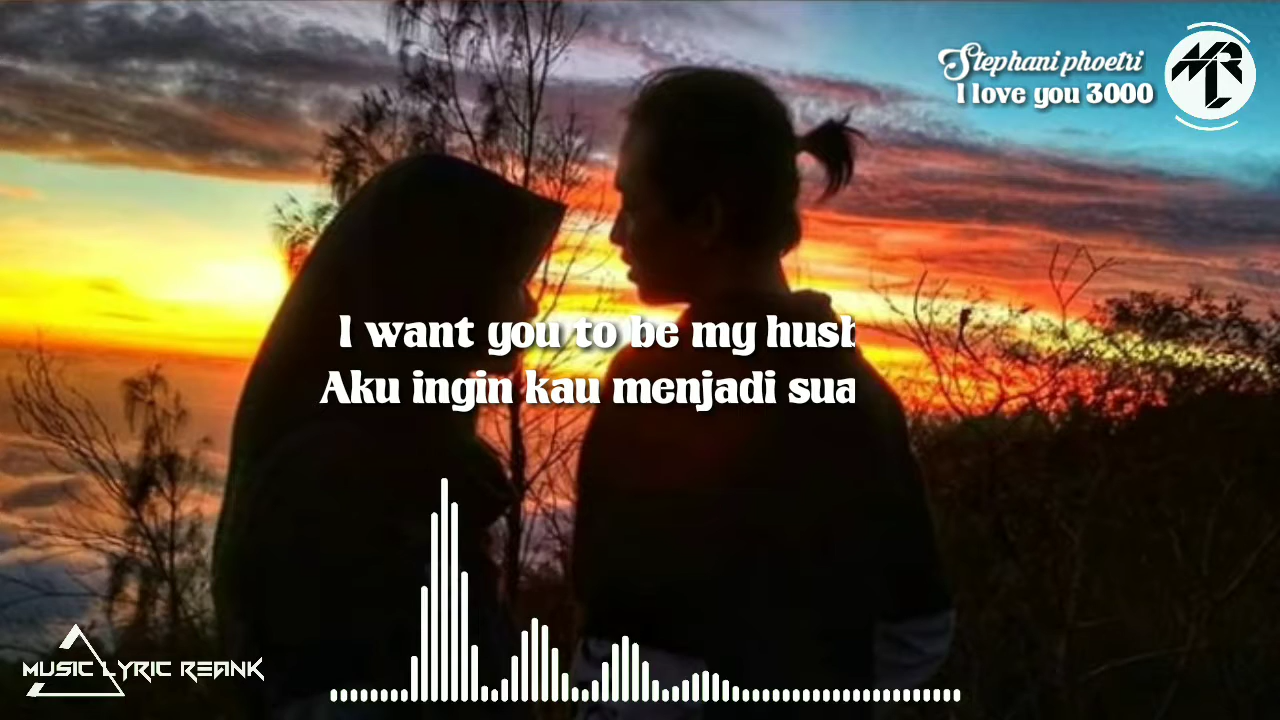 Stephani phoetri
I love you 3000
MRL
I want you to be my husb
Aku ingin kau menjadi sua
MUSIC LYRIC REANK